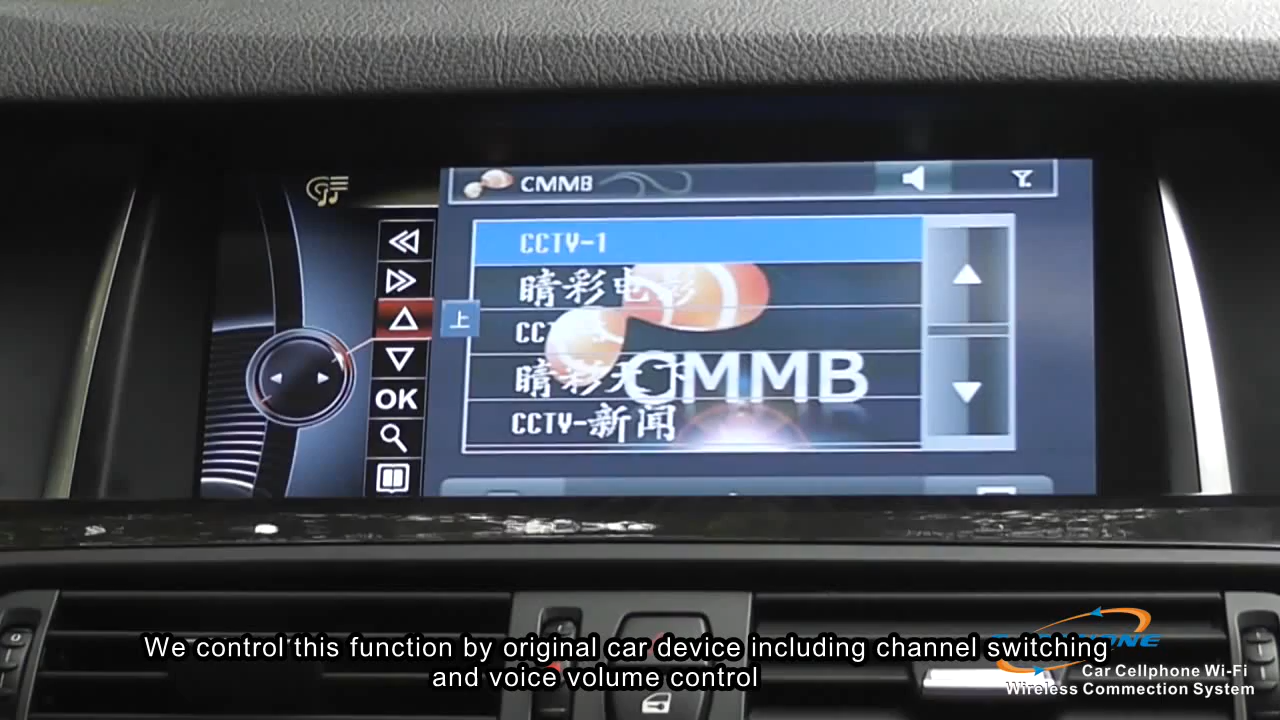 CMMB
CCTV-1
睛彩电影
CC
上
睛彩天下
CMMB
OK
CCTV-新闻
We control this function by original car device including channel switching
and voice volume control
Car Cellphone Wi-Fi
Wireless Commection System